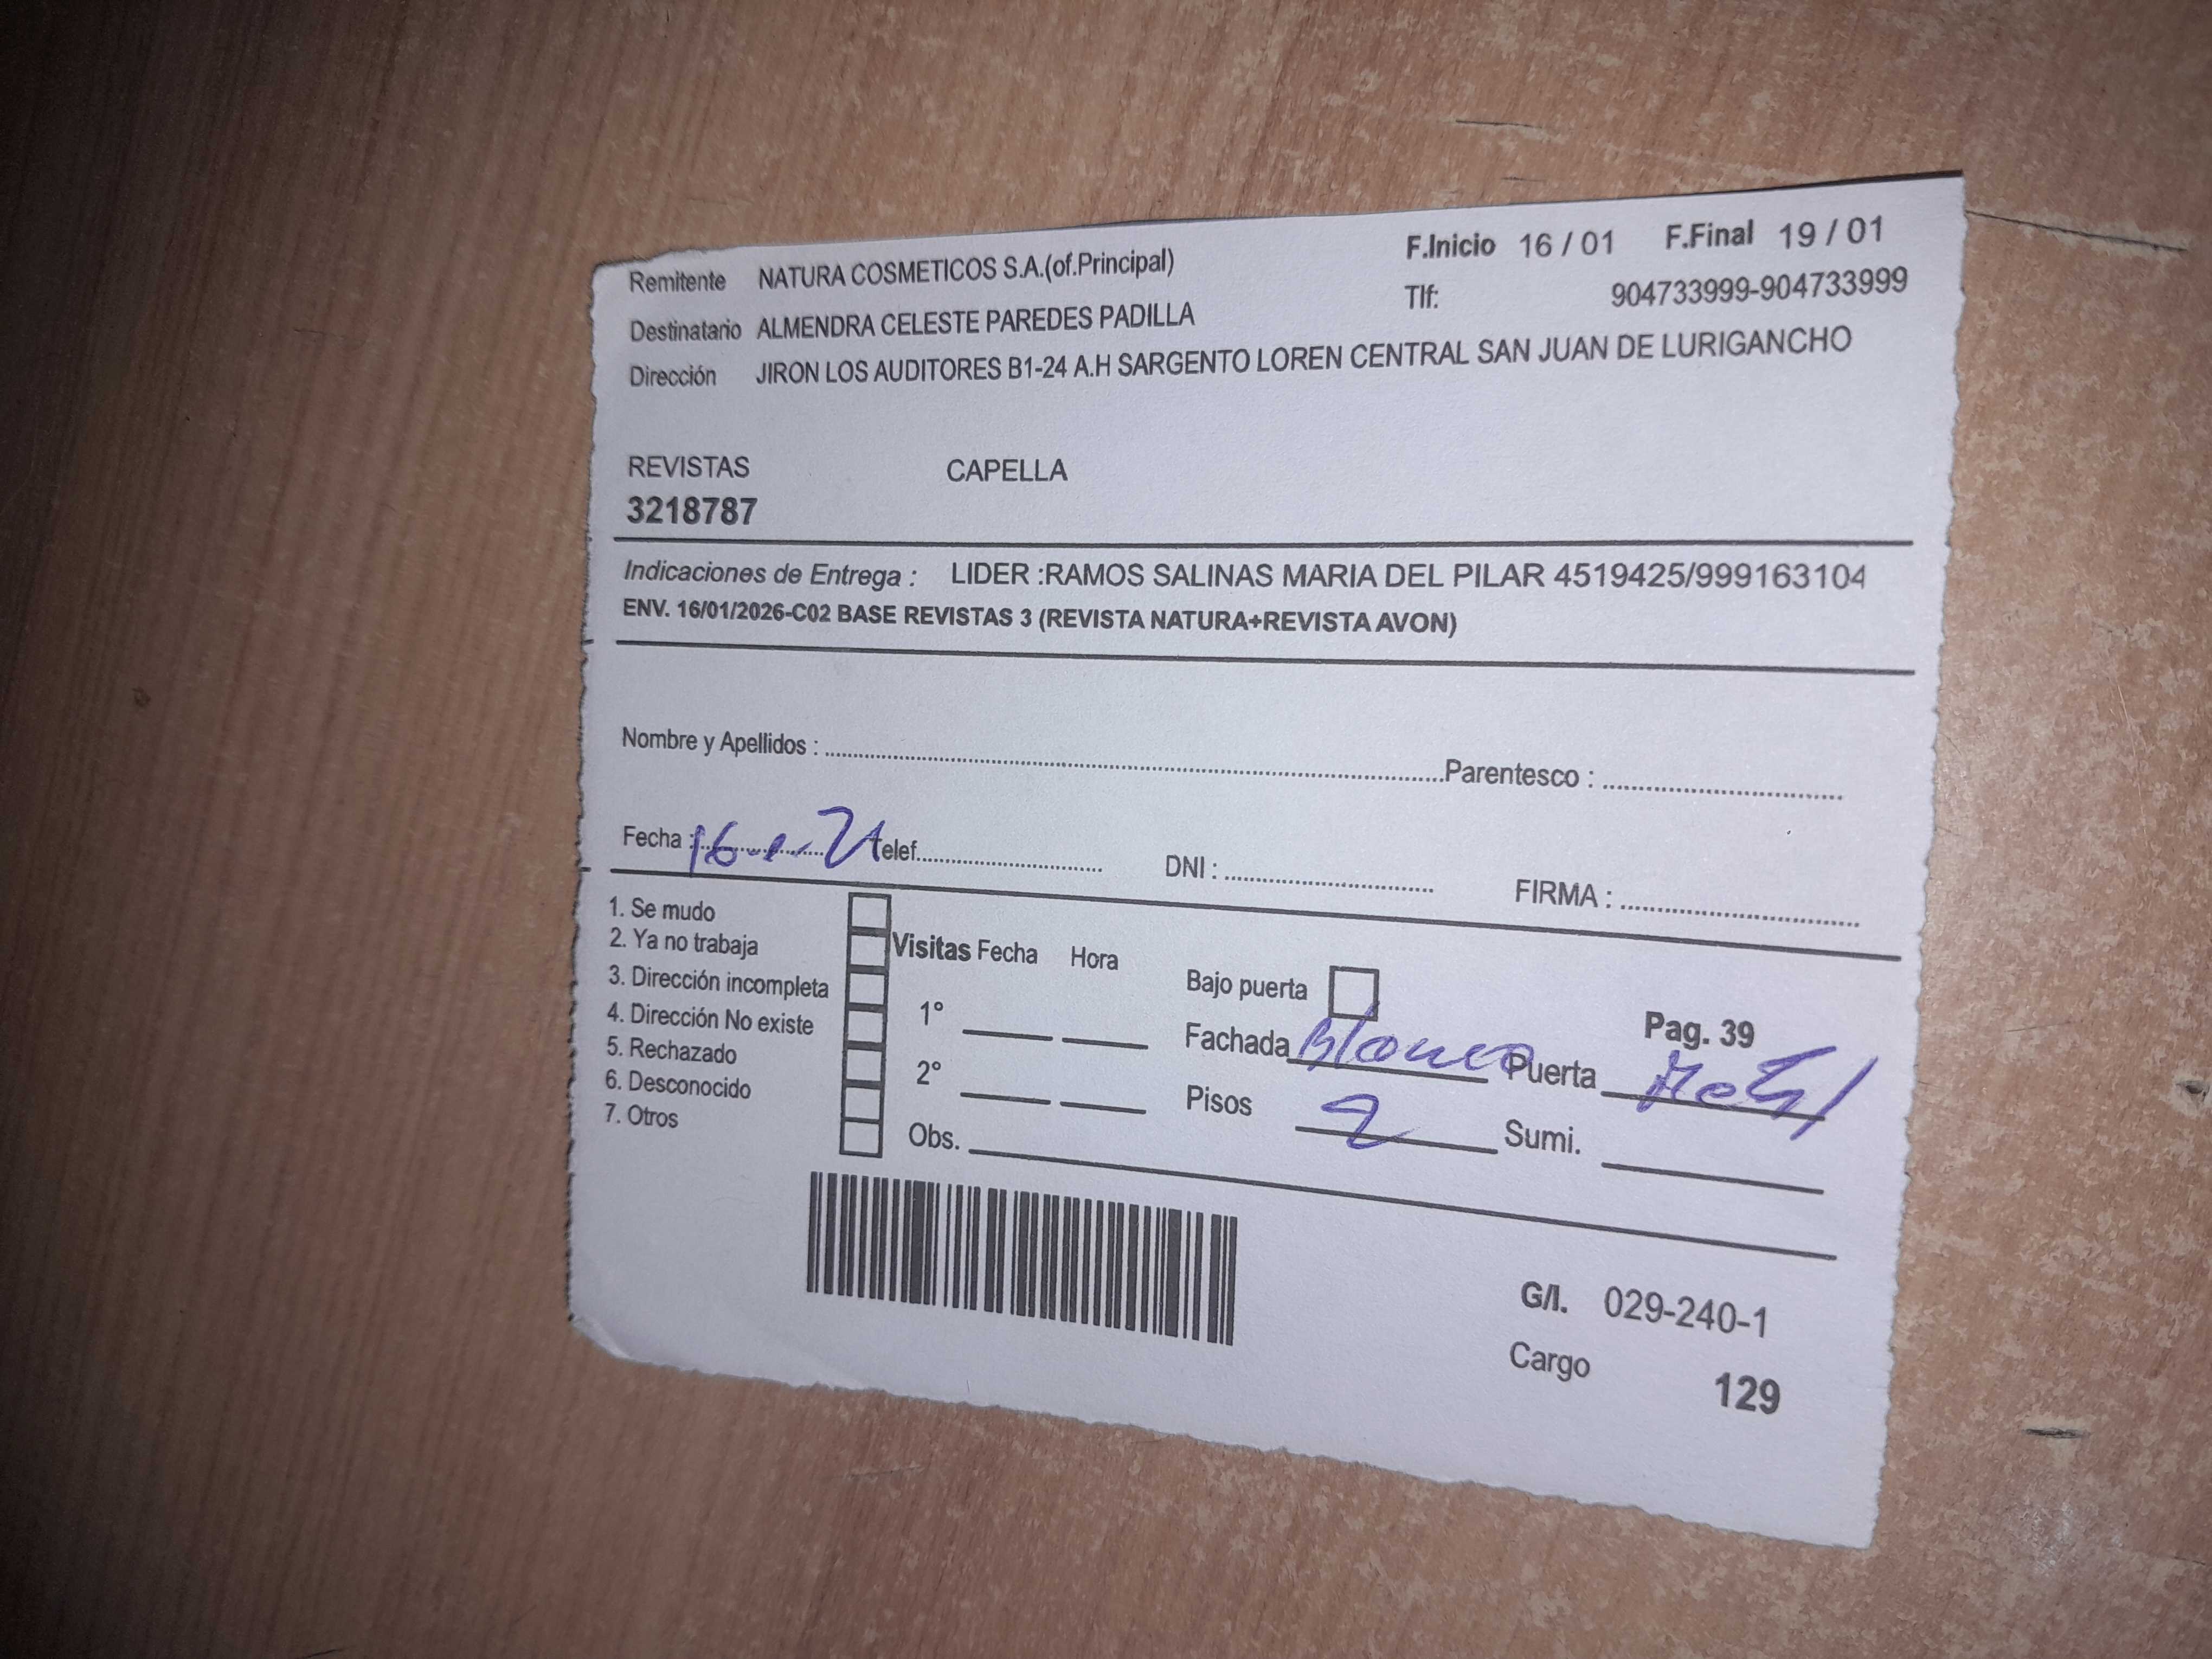 F.Inicio 16 / 01 F.Final 19 / 01
Remitente NATURA COSMETICOS S.A.(of.Principal)
Tlf: 904733999-904733999
Destinatario ALMENDRA CELESTE PAREDES PADILLA
Dirección JIRON LOS AUDITORES B1-24 A.H SARGENTO LOREN CENTRAL SAN JUAN DE LURIGANCHO
REVISTAS CAPELLA
3218787
Indicaciones de Entrega : LIDER :RAMOS SALINAS MARIA DEL PILAR 4519425/999163104
ENV. 16/01/2026-C02 BASE REVISTAS 3 (REVISTA NATURA+REVISTA AVON)
Nombre y Apellidos : Parentesco :
Fecha : 16-1- Telef. DNI : FIRMA :
1. Se mudo
2. Ya no trabaja
3. Dirección incompleta
4. Dirección No existe
5. Rechazado
6. Desconocido
7. Otros
Visitas Fecha Hora
1°
2°
Obs.
Bajo puerta Pag. 39
Fachada Blanco Puerta Metal
Pisos 2 Sumi.
G/I. 029-240-1
Cargo 129